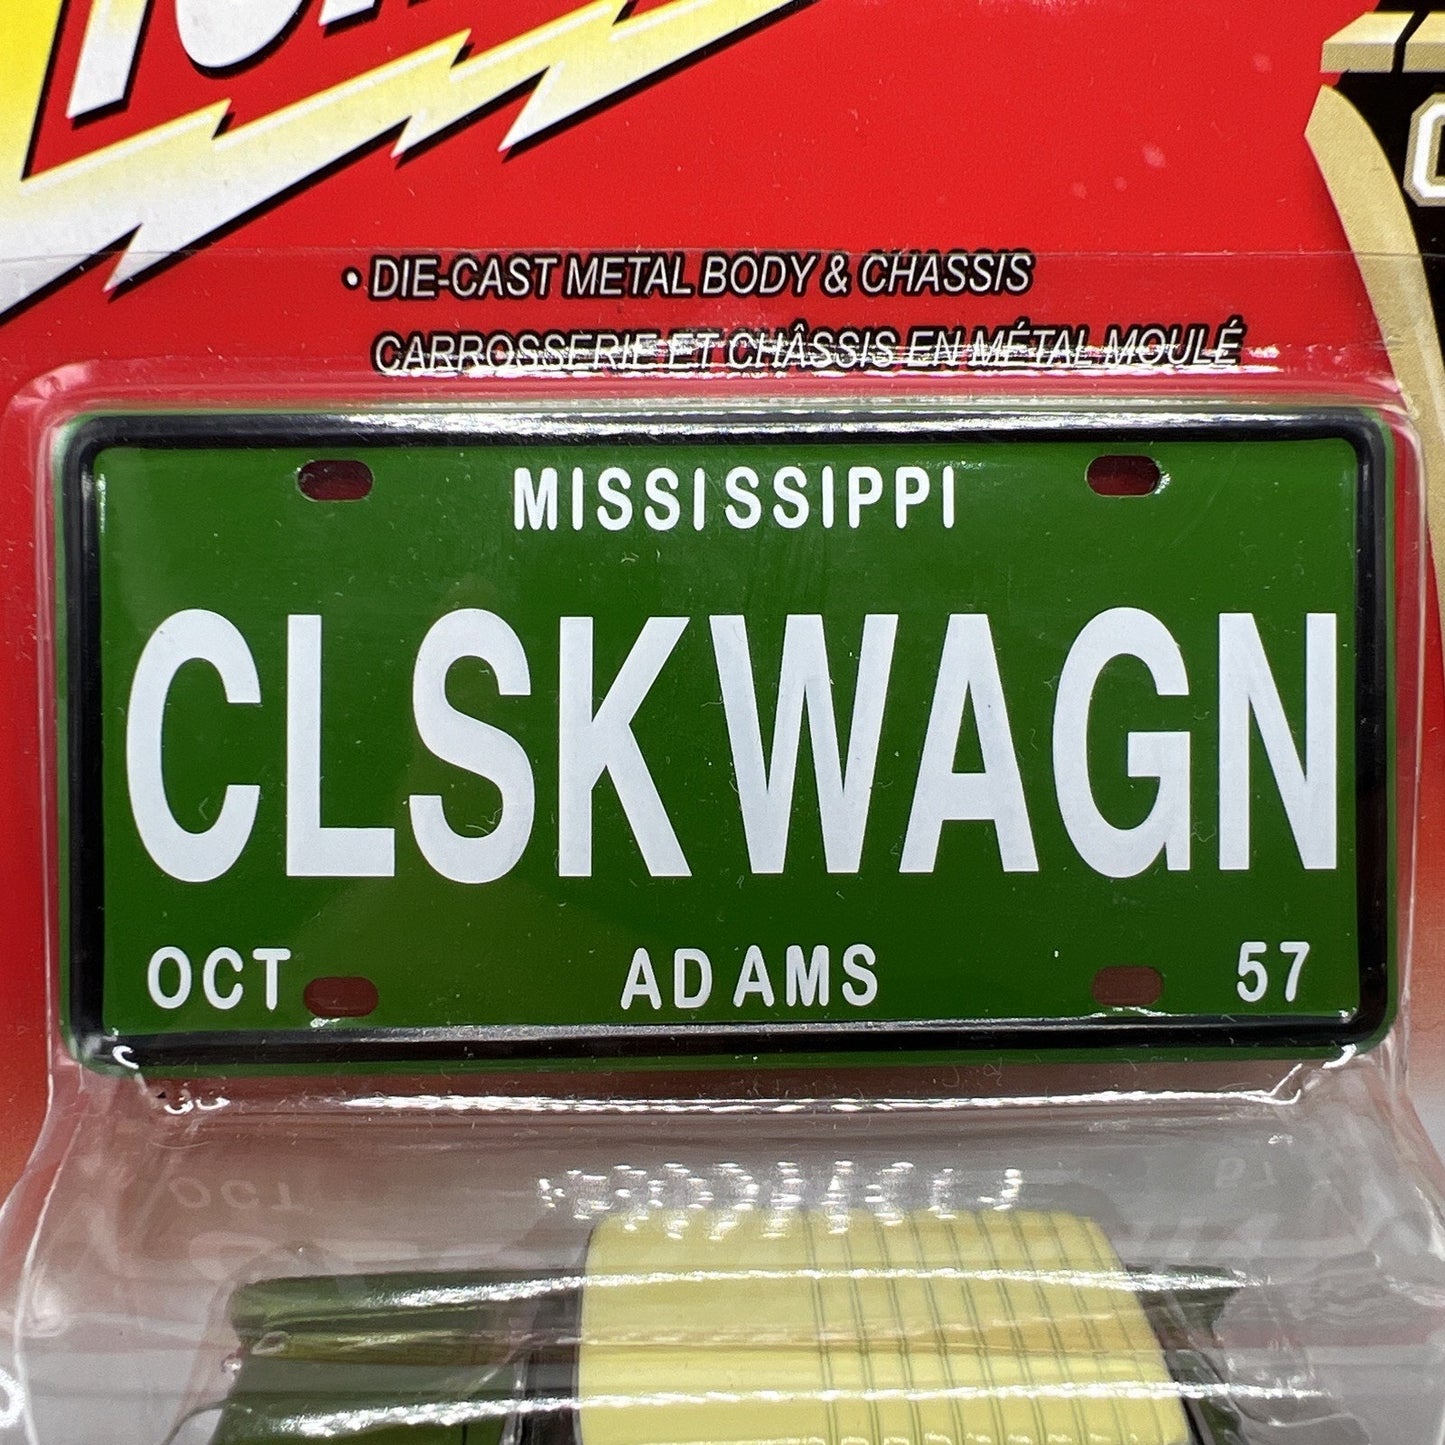 • DIE-CAST METAL BODY & CHASSIS
CARROSSERIE ET CHÂSSIS EN MÉTAL MOULÉ
MISSISSIPPI
CLSKWAGN
OCT ADAMS 57